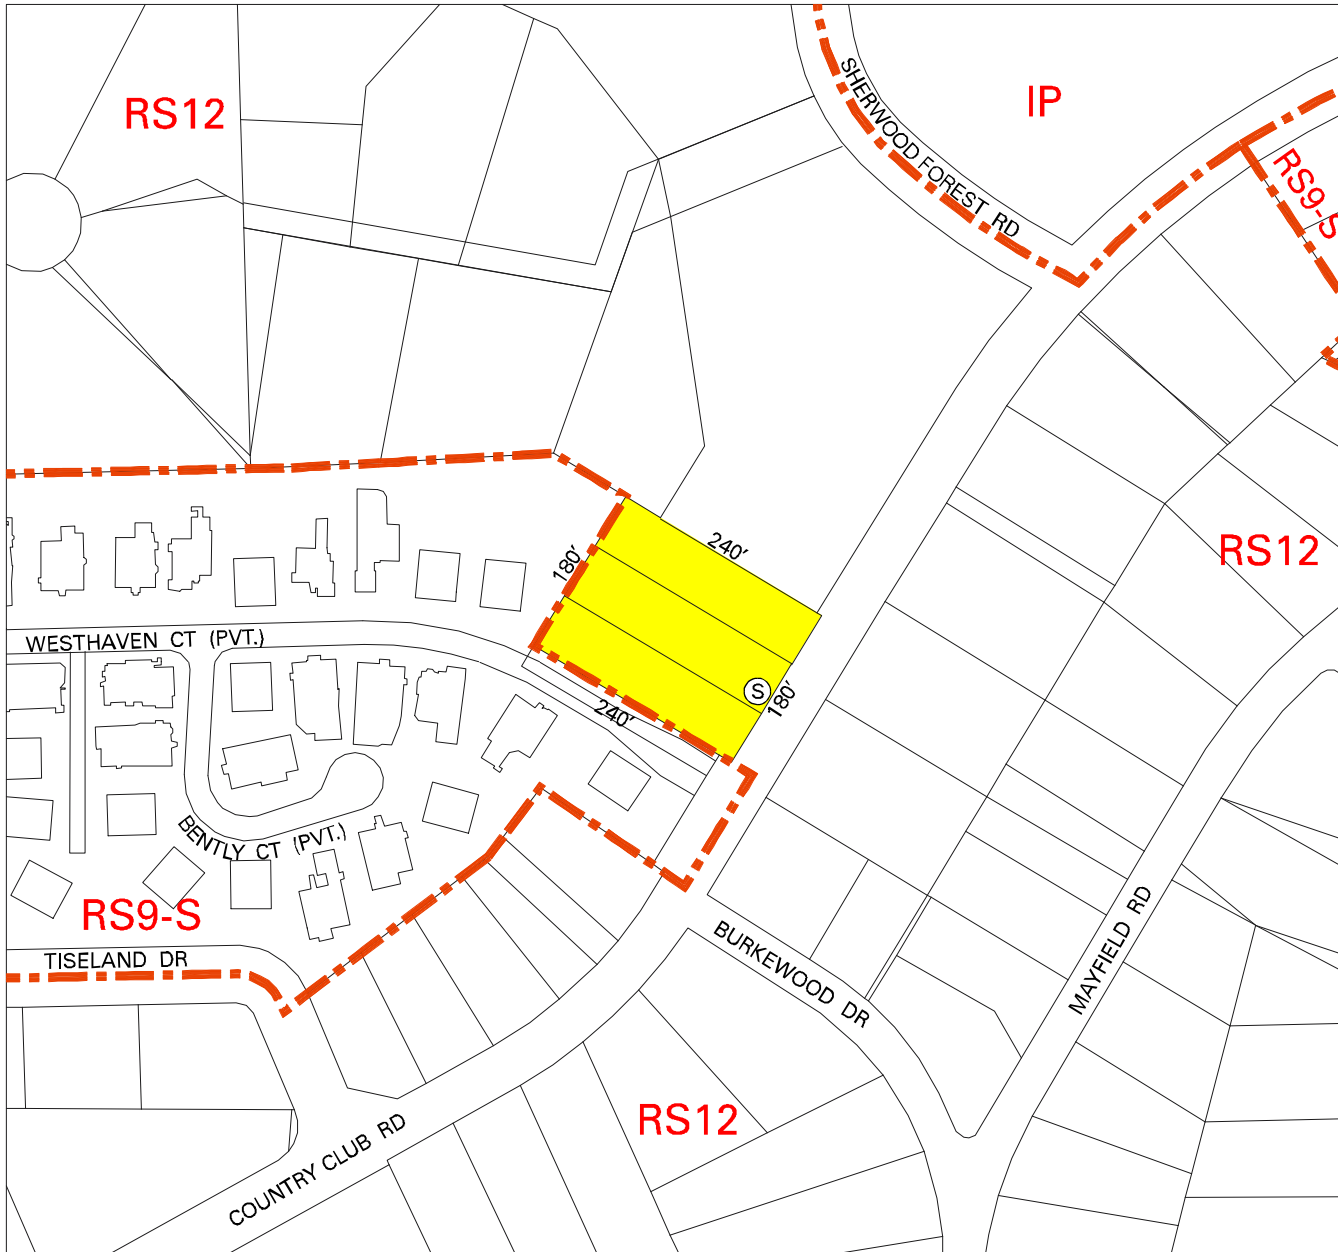 RS12
IP
SHERWOOD FOREST RD
RS9-S
240'
180'
RS12
WESTHAVEN CT (PVT.)
S
180'
240'
BENTLY CT (PVT.)
RS9-S
TISELAND DR
BURKEWOOD DR
MAYFIELD RD
RS12
COUNTRY CLUB RD